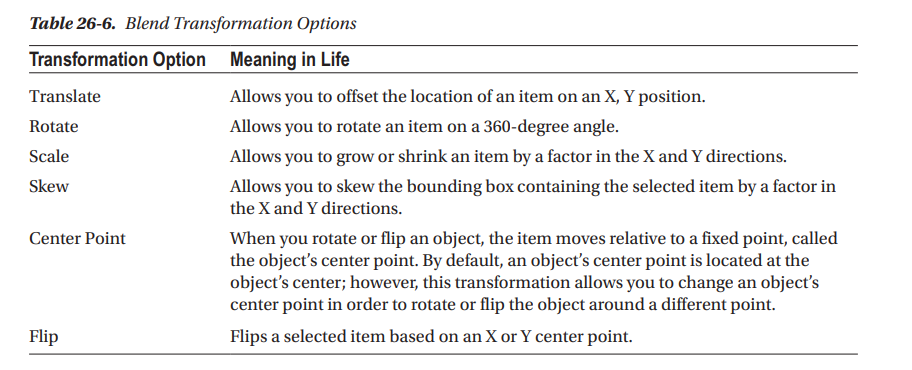 Table 26-6. Blend Transformation Options
Transformation Option Meaning in Life
Translate Allows you to offset the location of an item on an X, Y position.
Rotate Allows you to rotate an item on a 360-degree angle.
Scale Allows you to grow or shrink an item by a factor in the X and Y directions.
Skew Allows you to skew the bounding box containing the selected item by a factor in
the X and Y directions.
Center Point When you rotate or flip an object, the item moves relative to a fixed point, called
the object’s center point. By default, an object’s center point is located at the
object’s center; however, this transformation allows you to change an object’s
center point in order to rotate or flip the object around a different point.
Flip Flips a selected item based on an X or Y center point.